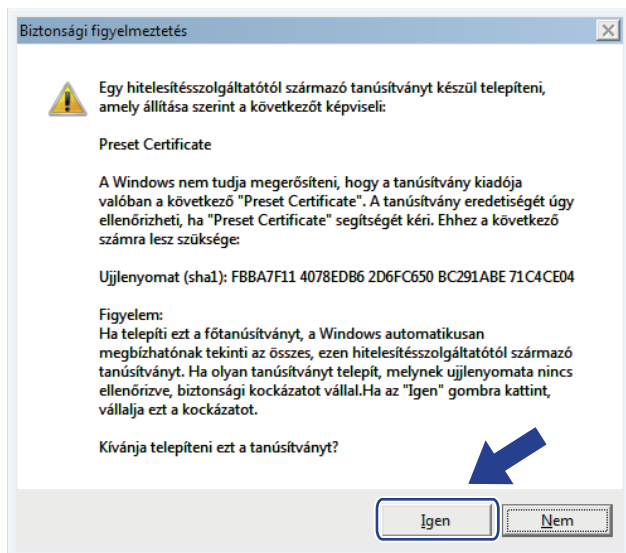 Biztonsági figyelmeztetés
Egy hitelesítésszolgáltatótól származó tanúsítványt készül telepíteni,
amely állítása szerint a következőt képviseli:
Preset Certificate
A Windows nem tudja megerősíteni, hogy a tanúsítvány kiadója
valóban a következő "Preset Certificate". A tanúsítvány eredetiségét úgy
ellenőrizheti, ha "Preset Certificate" segítségét kéri. Ehhez a következő
számra lesz szüksége:
Ujjlenyomat (sha1): FBBA7F11 4078EDB6 2D6FC650 BC291ABE 71C4CE04
Figyelem:
Ha telepíti ezt a főtanúsítványt, a Windows automatikusan
megbízhatónak tekinti az összes, ezen hitelesítésszolgáltatótól származó
tanúsítványt. Ha olyan tanúsítványt telepít, melynek ujjlenyomata nincs
ellenőrizve, biztonsági kockázatot vállal.Ha az "Igen" gombra kattint,
vállalja ezt a kockázatot.
Kívánja telepíteni ezt a tanúsítványt?
Igen Nem